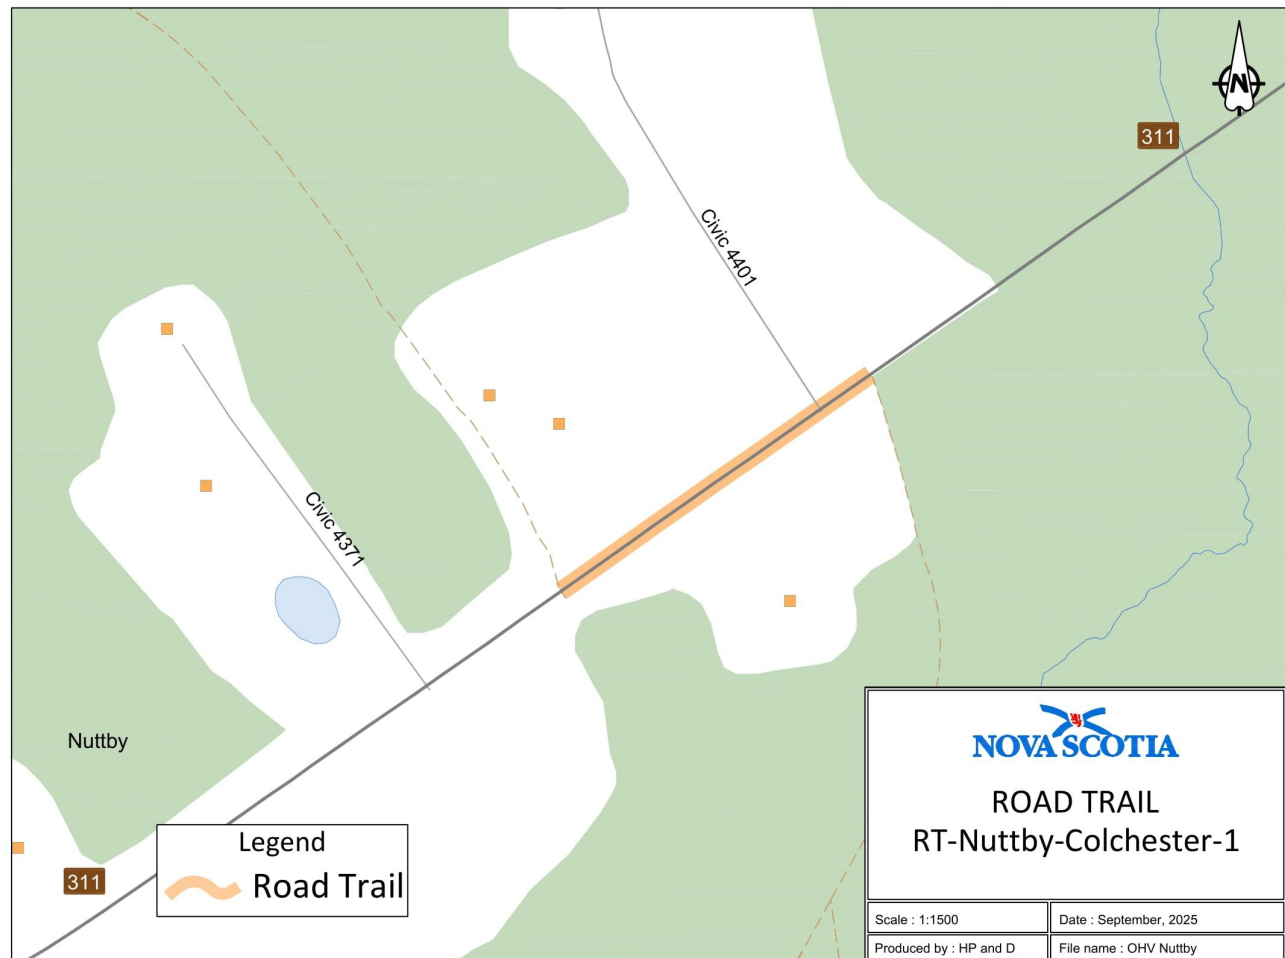 N
311
Civic 4401
Civic 4371
Nuttby
311
Legend
Road Trail
NOVA SCOTIA
ROAD TRAIL
RT-Nuttby-Colchester-1
Scale : 1:1500
Date : September, 2025
Produced by : HP and D
File name : OHV Nuttby